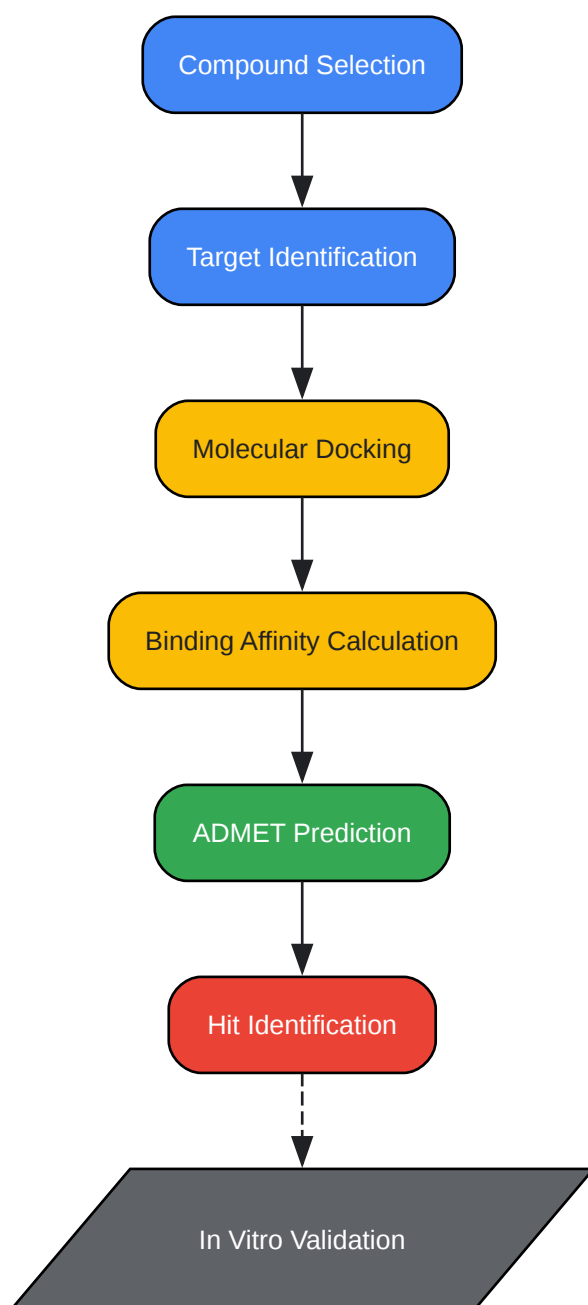 Compound Selection
Target Identification
Molecular Docking
Binding Affinity Calculation
ADMET Prediction
Hit Identification
In Vitro Validation